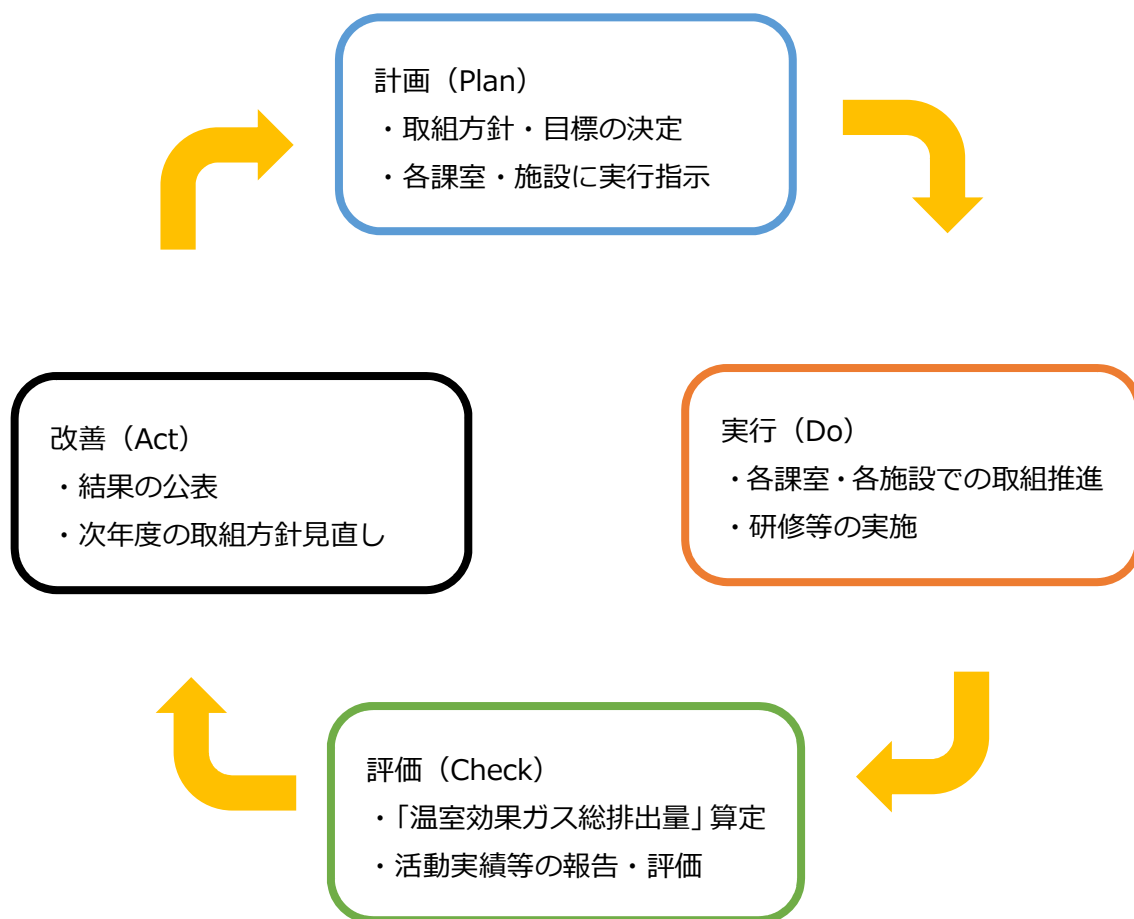 計画（Plan）
・取組方針・目標の決定
・各課室・施設に実行指示
実行（Do）
・各課室・各施設での取組推進
・研修等の実施
評価（Check）
・「温室効果ガス総排出量」算定
・活動実績等の報告・評価
改善（Act）
・結果の公表
・次年度の取組方針見直し